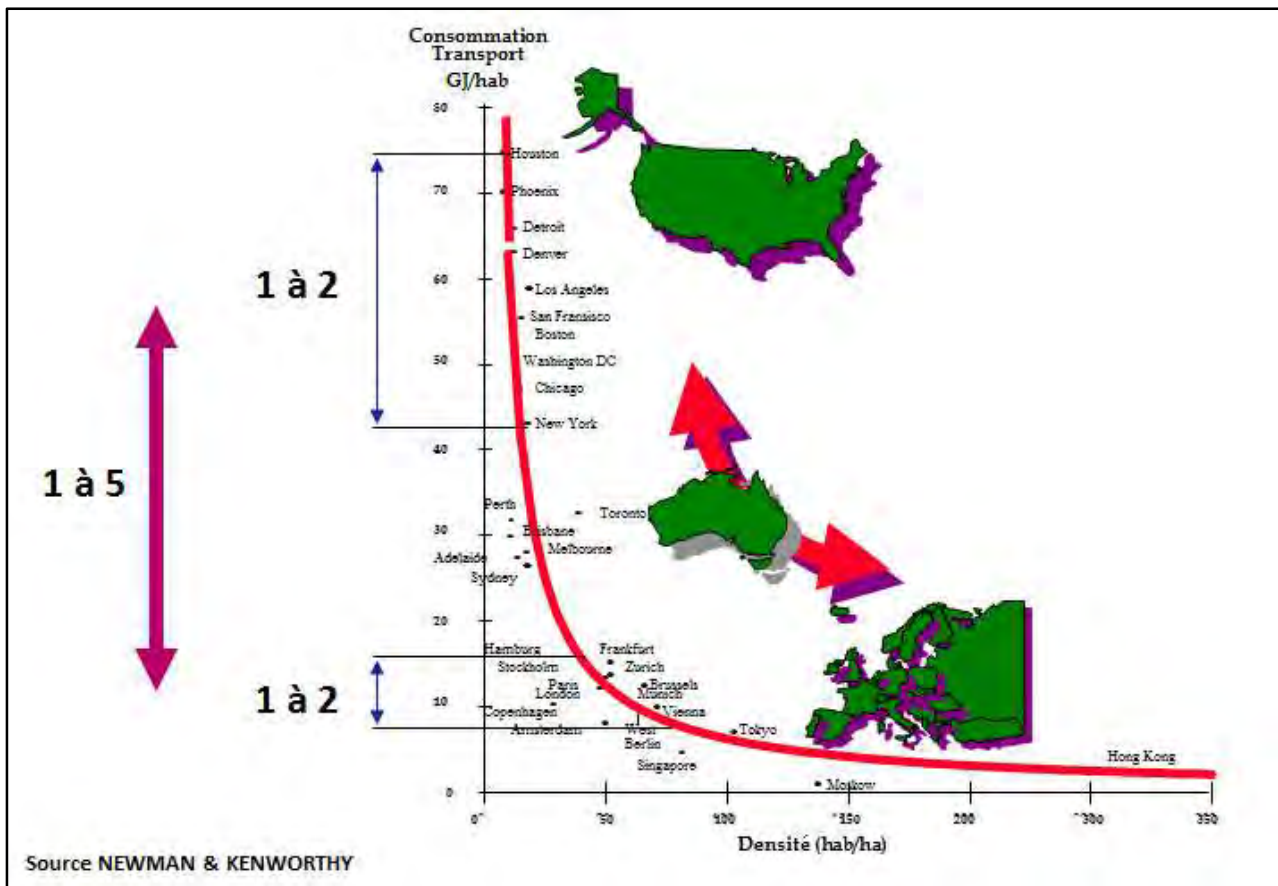 Consommation
Transport
GJ/hab
80
Houston
70
Phoenix
Detroit
Denver
1 à 2
60
Los Angeles
San Fransisco
Boston
50
Washington DC
Chicago
New York
40
1 à 5
Perth
Toronto
30
Brisbane
Melbourne
Adelaide
Sydney
20
Hamburg
Frankfurt
Stockholm
Zurich
Paris
Brussels
London
Munich
1 à 2
10
Copenhagen
Vienna
Amsterdam
West
Berlin
Tokyo
Singapore
Hong Kong
Moskow
0
0
50
100
150
200
300
350
Densité (hab/ha)
Source NEWMAN & KENWORTHY